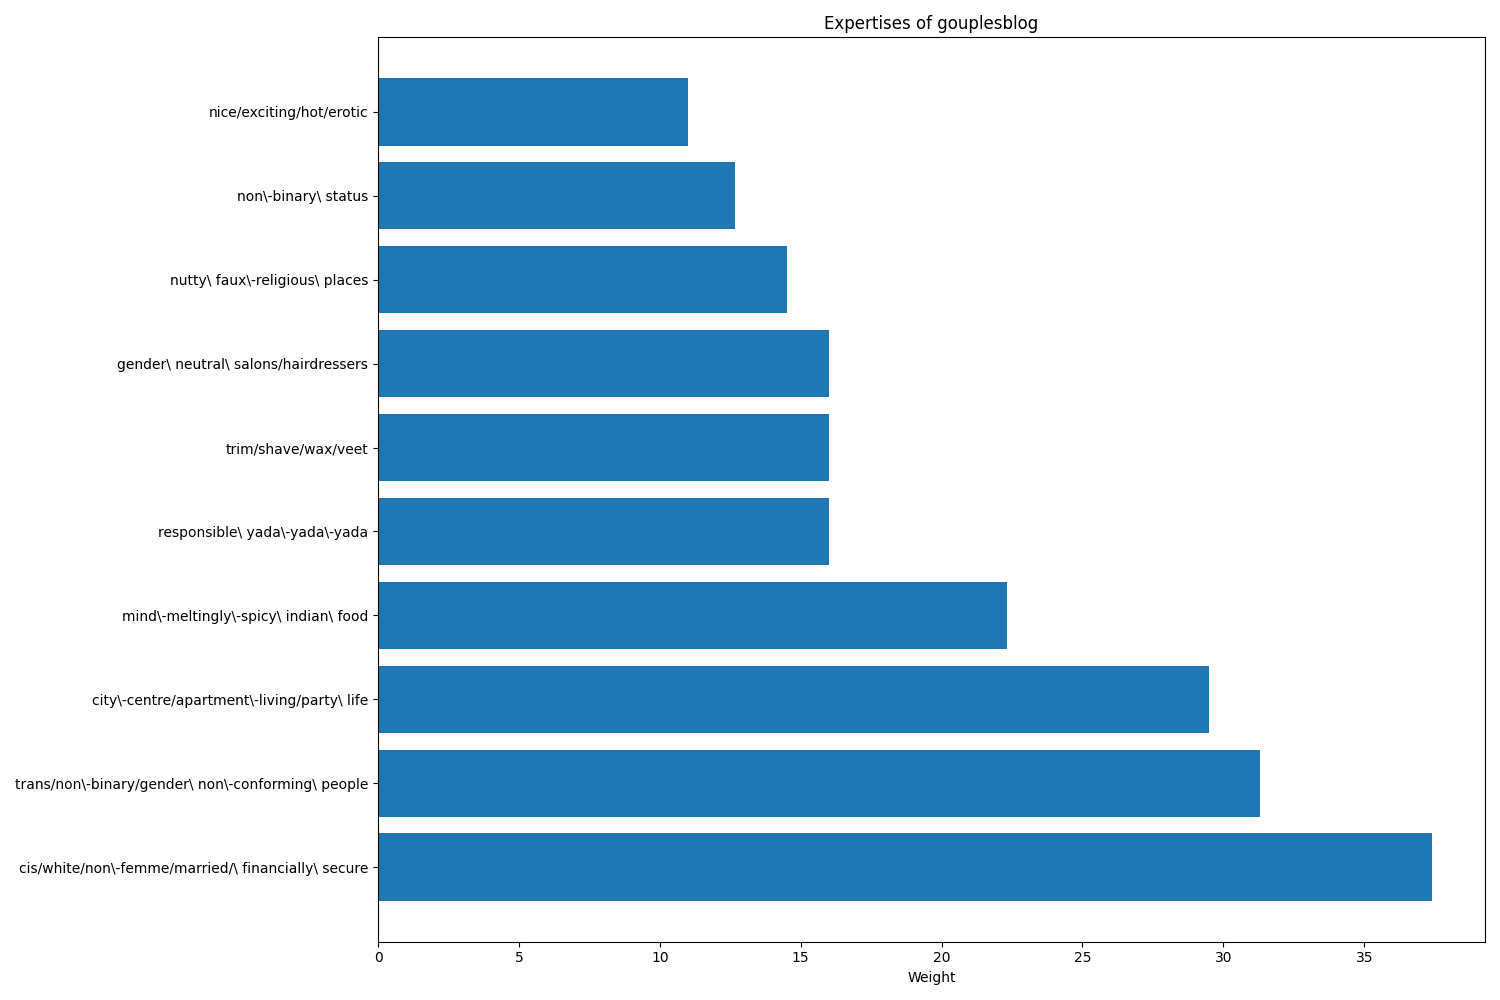 Expertises of gouplesblog
nice/exciting/hot/erotic
non\-binary\ status
nutty\ faux\-religious\ places
gender\ neutral\ salons/hairdressers
trim/shave/wax/veet
responsible\ yada\-yada\-yada
mind\-meltingly\-spicy\ indian\ food
city\-centre/apartment\-living/party\ life
trans/non\-binary/gender\ non\-conforming\ people
cis/white/non\-femme/married/\ financially\ secure
0 5 10 15 20 25 30 35
Weight